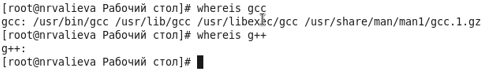 [root@nrvalieva Рабочий стол]# whereis gcc
gcc: /usr/bin/gcc /usr/lib/gcc /usr/libexec/gcc /usr/share/man/man1/gcc.1.gz
[root@nrvalieva Рабочий стол]# whereis g++
g++:
[root@nrvalieva Рабочий стол]#